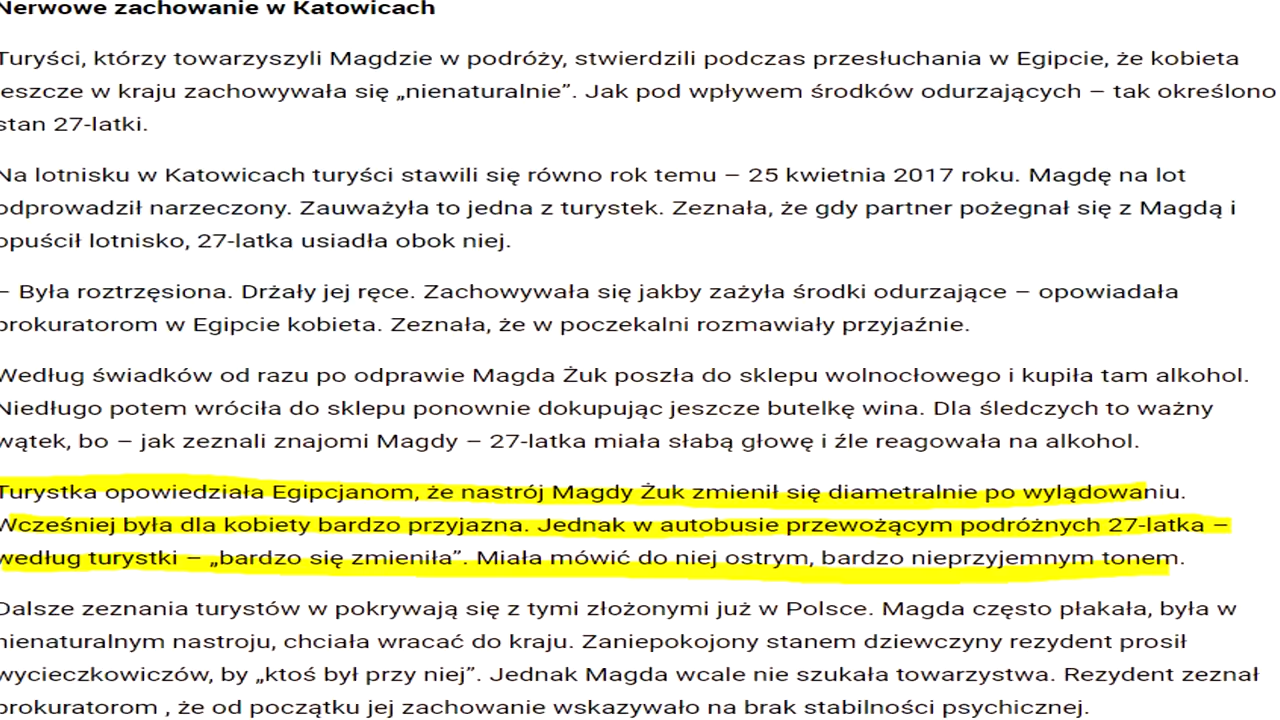 Nerwowe zachowanie w Katowicach
Turyści, którzy towarzyszyli Magdzie w podróży, stwierdzili podczas przesłuchania w Egipcie, że kobieta
jeszcze w kraju zachowywała się „nienaturalnie”. Jak pod wpływem środków odurzających – tak określono
stan 27-latki.
Na lotnisku w Katowicach turyści stawili się równo rok temu – 25 kwietnia 2017 roku. Magdę na lot
odprowadził narzeczony. Zauważyła to jedna z turystek. Zeznała, że gdy partner pożegnał się z Magdą i
opuścił lotnisko, 27-latka usiadła obok niej.
– Była roztrzęsiona. Drżały jej ręce. Zachowywała się jakby zażyła środki odurzające – opowiadała
prokuratorom w Egipcie kobieta. Zeznała, że w poczekalni rozmawiały przyjaźnie.
Według świadków od razu po odprawie Magda Żuk poszła do sklepu wolnocłowego i kupiła tam alkohol.
Niedługo potem wróciła do sklepu ponownie dokupując jeszcze butelkę wina. Dla śledczych to ważny
wątek, bo – jak zeznali znajomi Magdy – 27-latka miała słabą głowę i źle reagowała na alkohol.
Turystka opowiedziała Egipcjanom, że nastrój Magdy Żuk zmienił się diametralnie po wylądowaniu.
Wcześniej była dla kobiety bardzo przyjazna. Jednak w autobusie przewożącym podróżnych 27-latka –
według turystki – „bardzo się zmieniła” . Miała mówić do niej ostrym, bardzo nieprzyjemnym tonem.
Dalsze zeznania turystów w pokrywają się z tymi złożonymi już w Polsce. Magda często płakała, była w
nienaturalnym nastroju, chciała wracać do kraju. Zaniepokojony stanem dziewczyny rezydent prosił
wycieczkowiczów, by „ktoś był przy niej”. Jednak Magda wcale nie szukała towarzystwa. Rezydent zeznał
prokuratorom , że od początku jej zachowanie wskazywało na brak stabilności psychicznej.